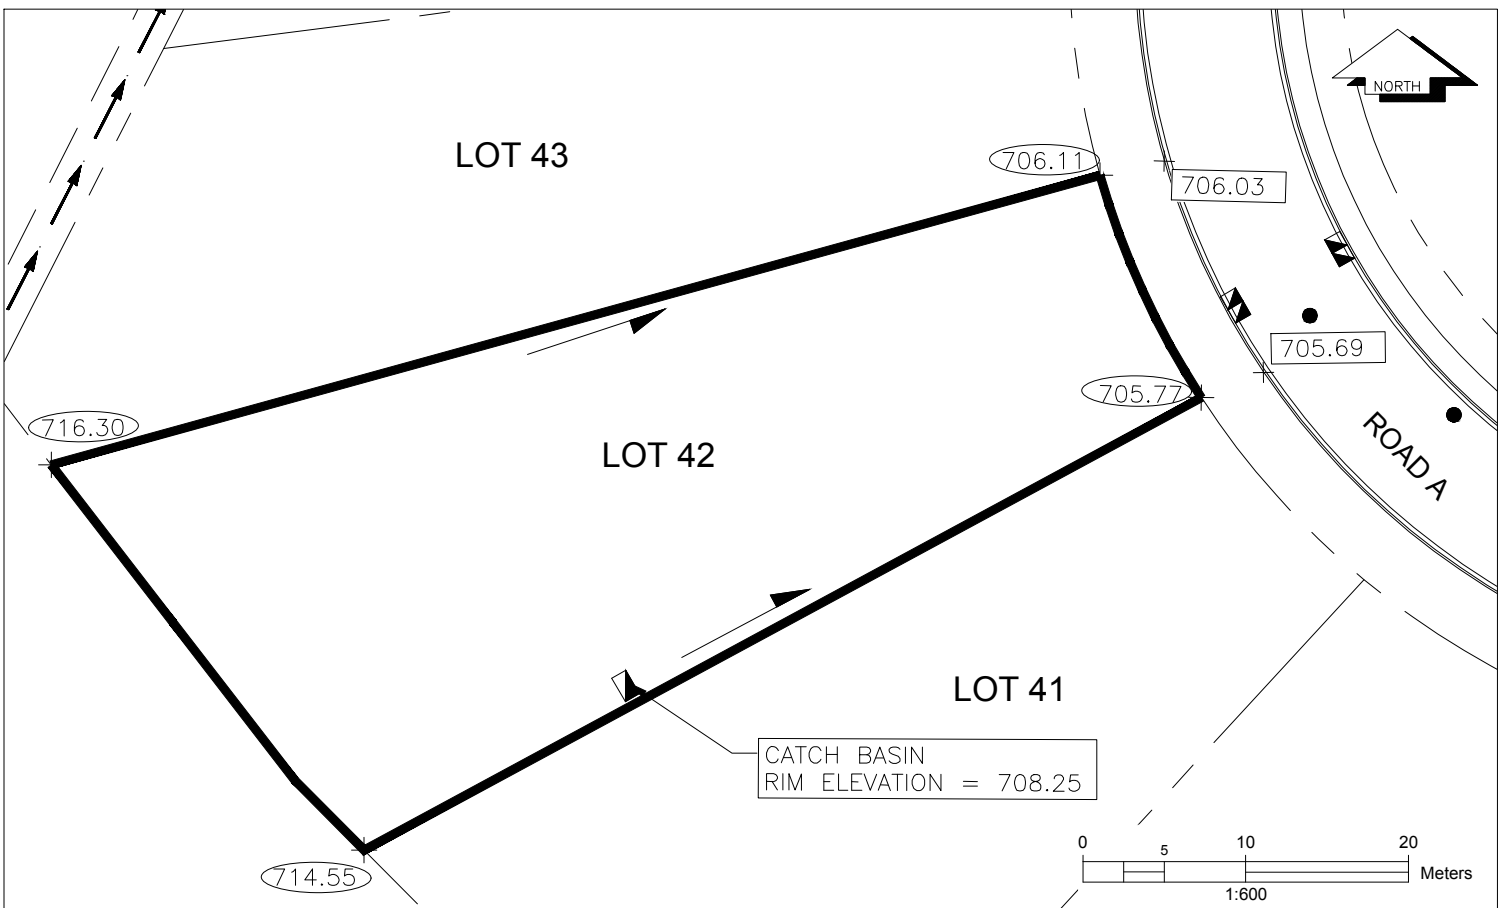 NORTH
LOT 43
706.11
706.03
705.69
705.77
716.30
LOT 42
ROAD A
LOT 41
CATCH BASIN
RIM ELEVATION = 708.25
714.55
0 5 10 20
Meters
1:600